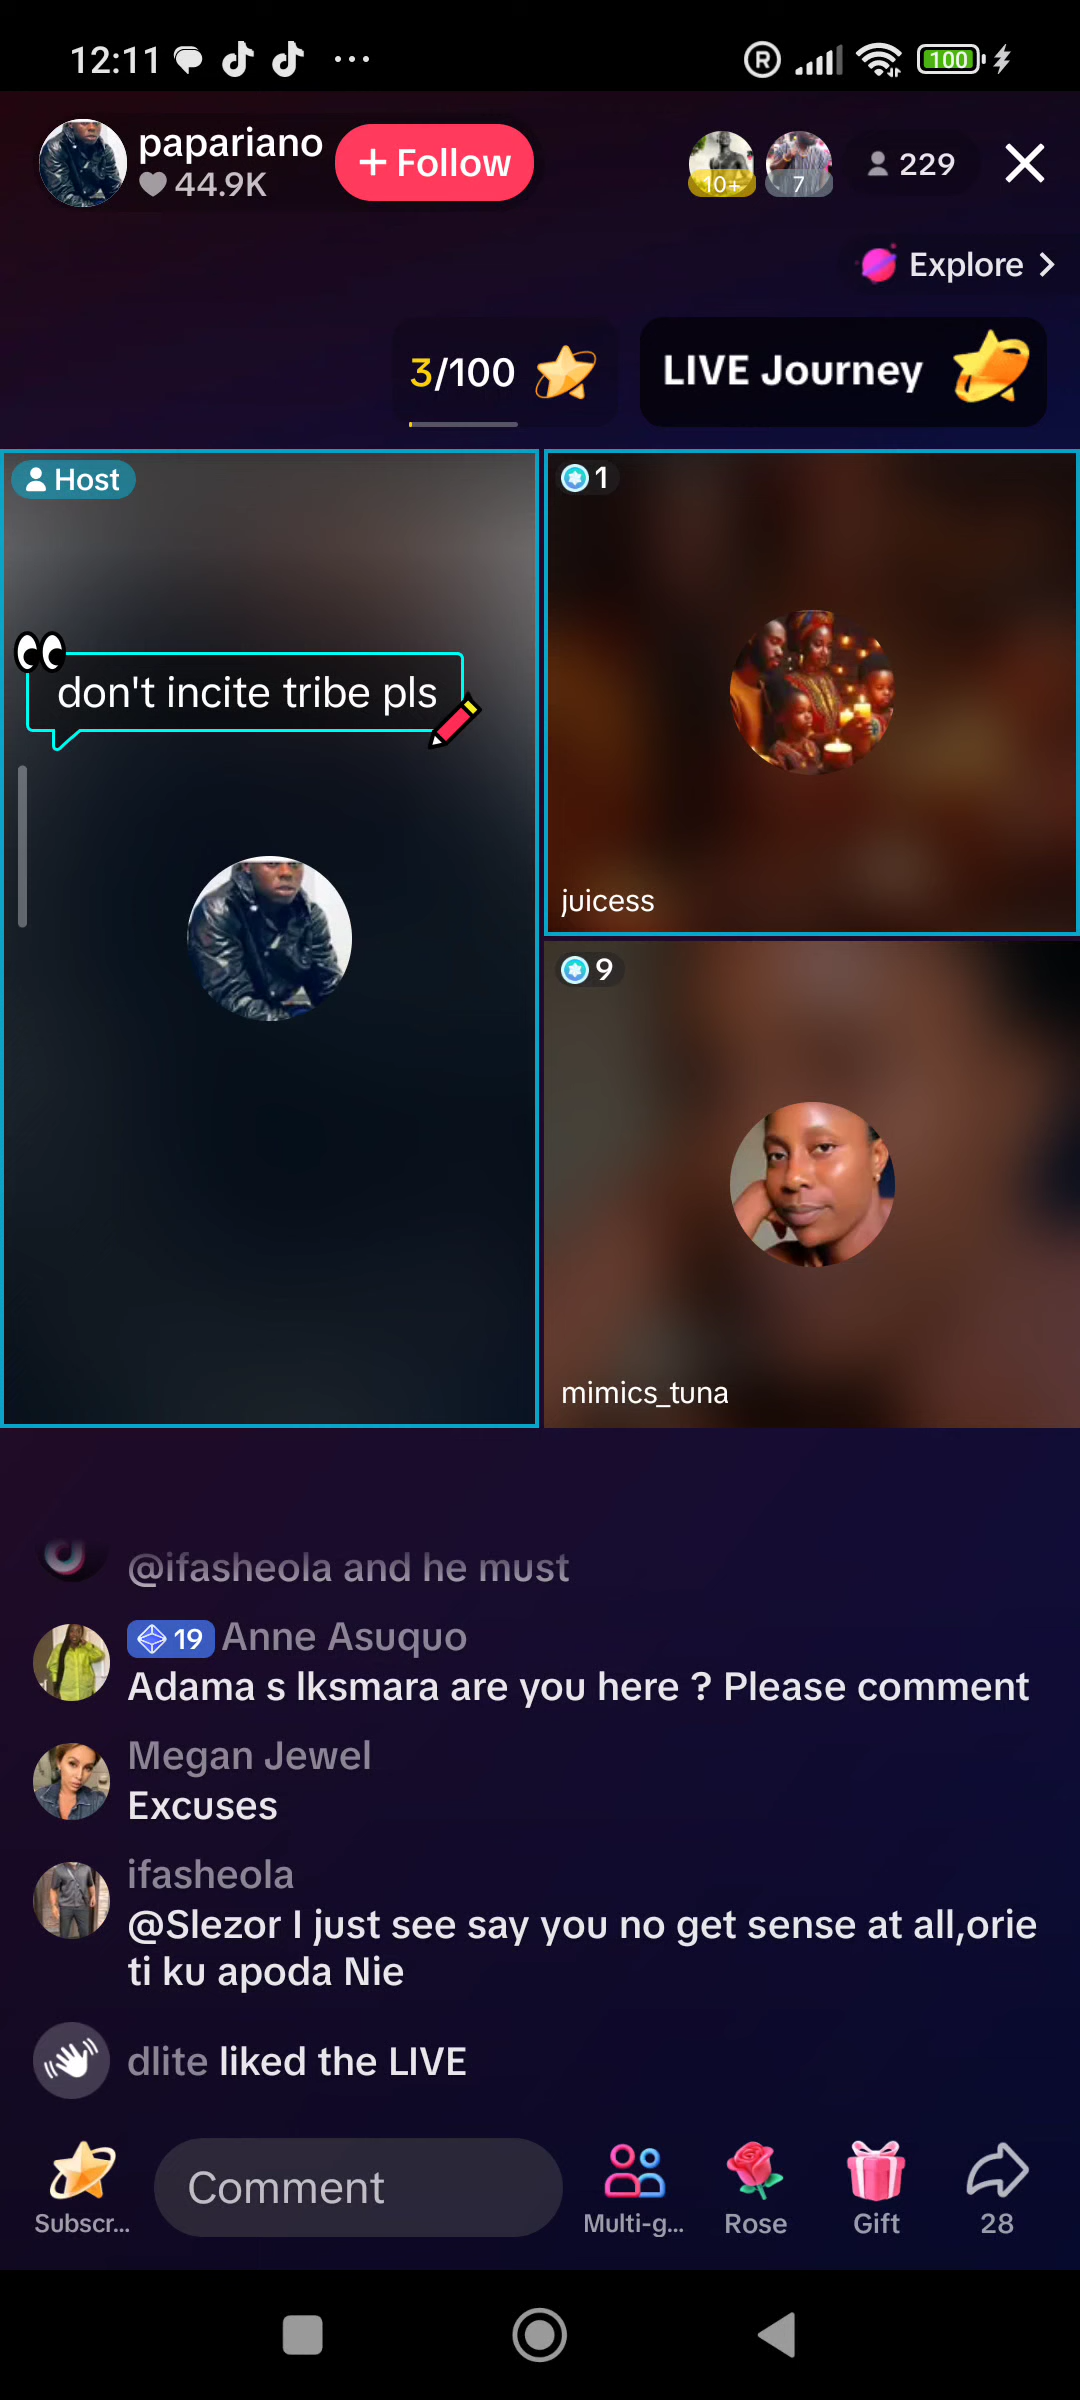 12:11
100
papariano
44.9K
+ Follow
10+
7
229
Explore
3/100
LIVE Journey
Host
1
don't incite tribe pls
juicess
9
mimics_tuna
@ifasheola and he must
19 Anne Asuquo
Adama s lksmara are you here ? Please comment
Megan Jewel
Excuses
ifasheola
@Slezor I just see say you no get sense at all,orie
ti ku apoda Nie
dlite liked the LIVE
Comment
Subscr...
Multi-g...
Rose
Gift
28